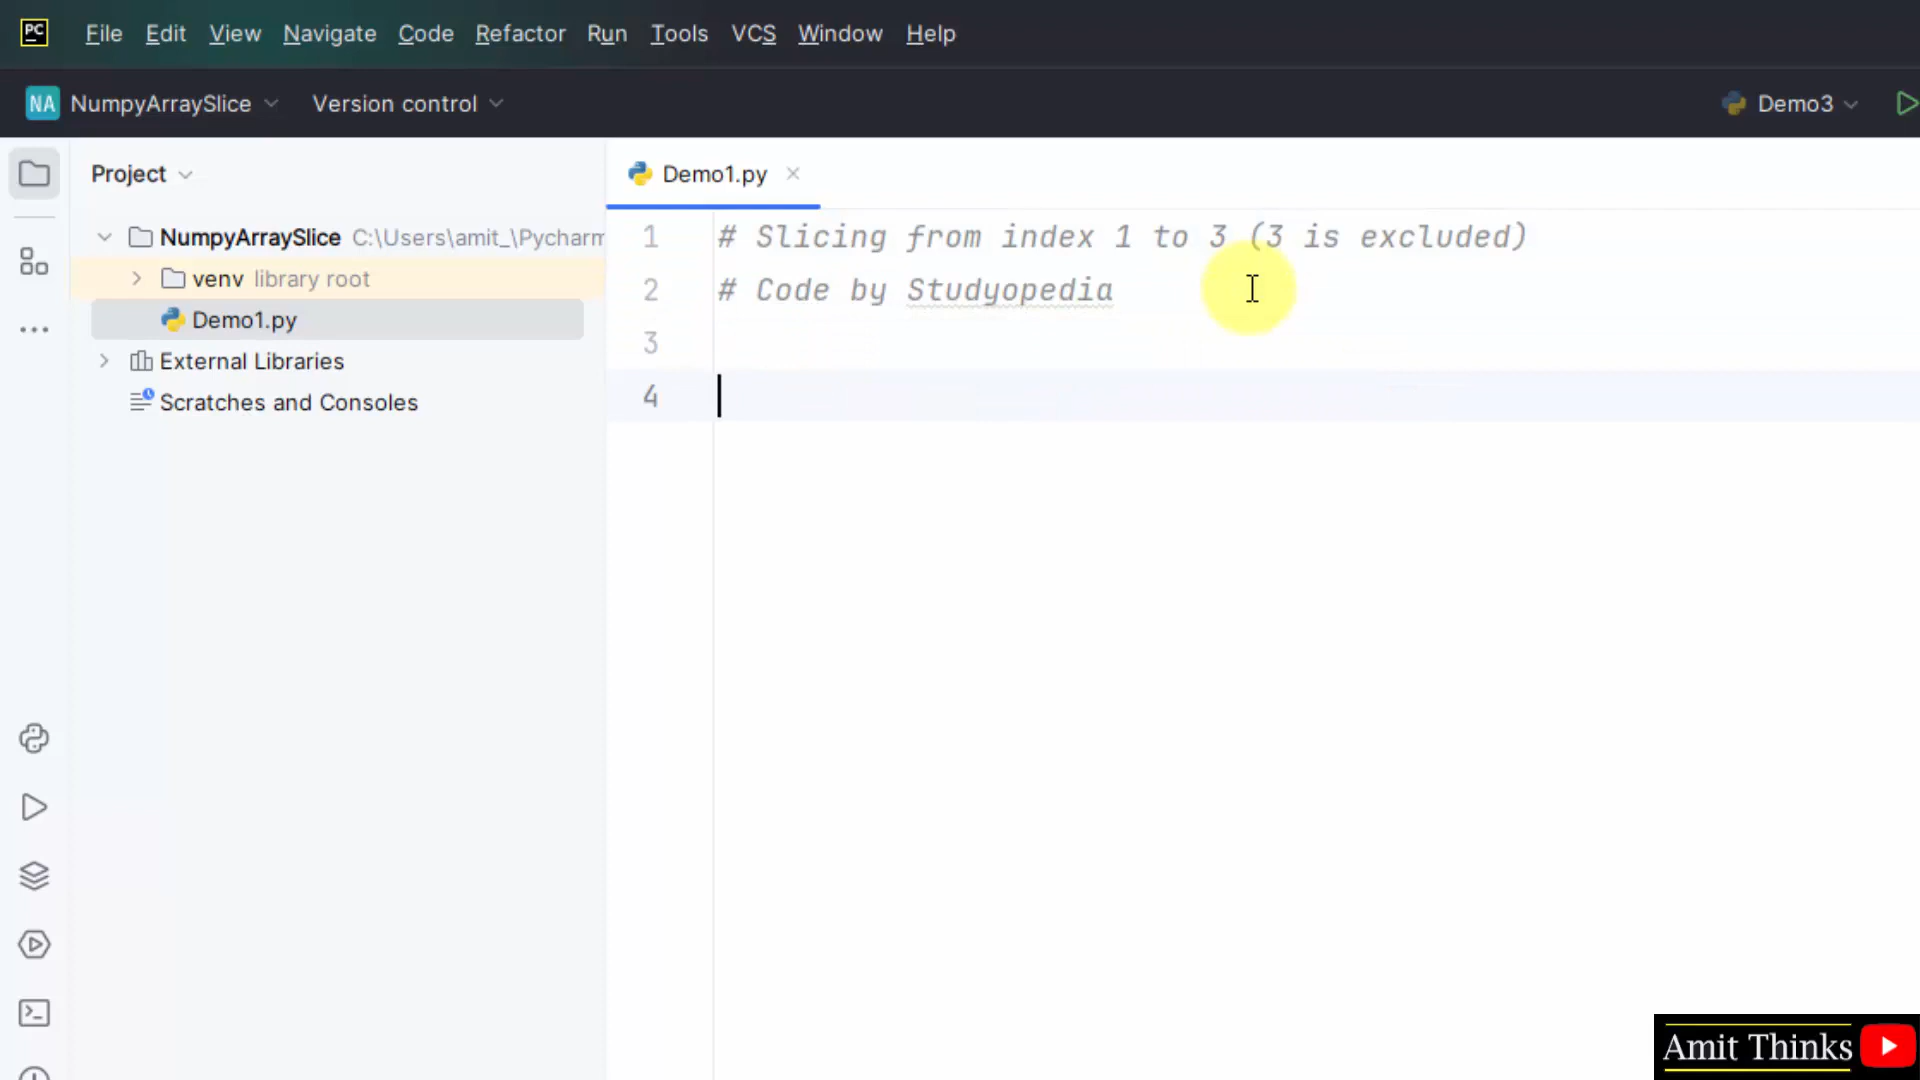 PC File Edit View Navigate Code Refactor Run Tools VCS Window Help
NA NumpyArraySlice Version control Demo3
Project
Demo1.py
NumpyArraySlice C:\Users\amit_\Pycharm
venv library root
Demo1.py
External Libraries
Scratches and Consoles
1 # Slicing from index 1 to 3 (3 is excluded)
2 # Code by Studyopedia
3
4
Amit Thinks